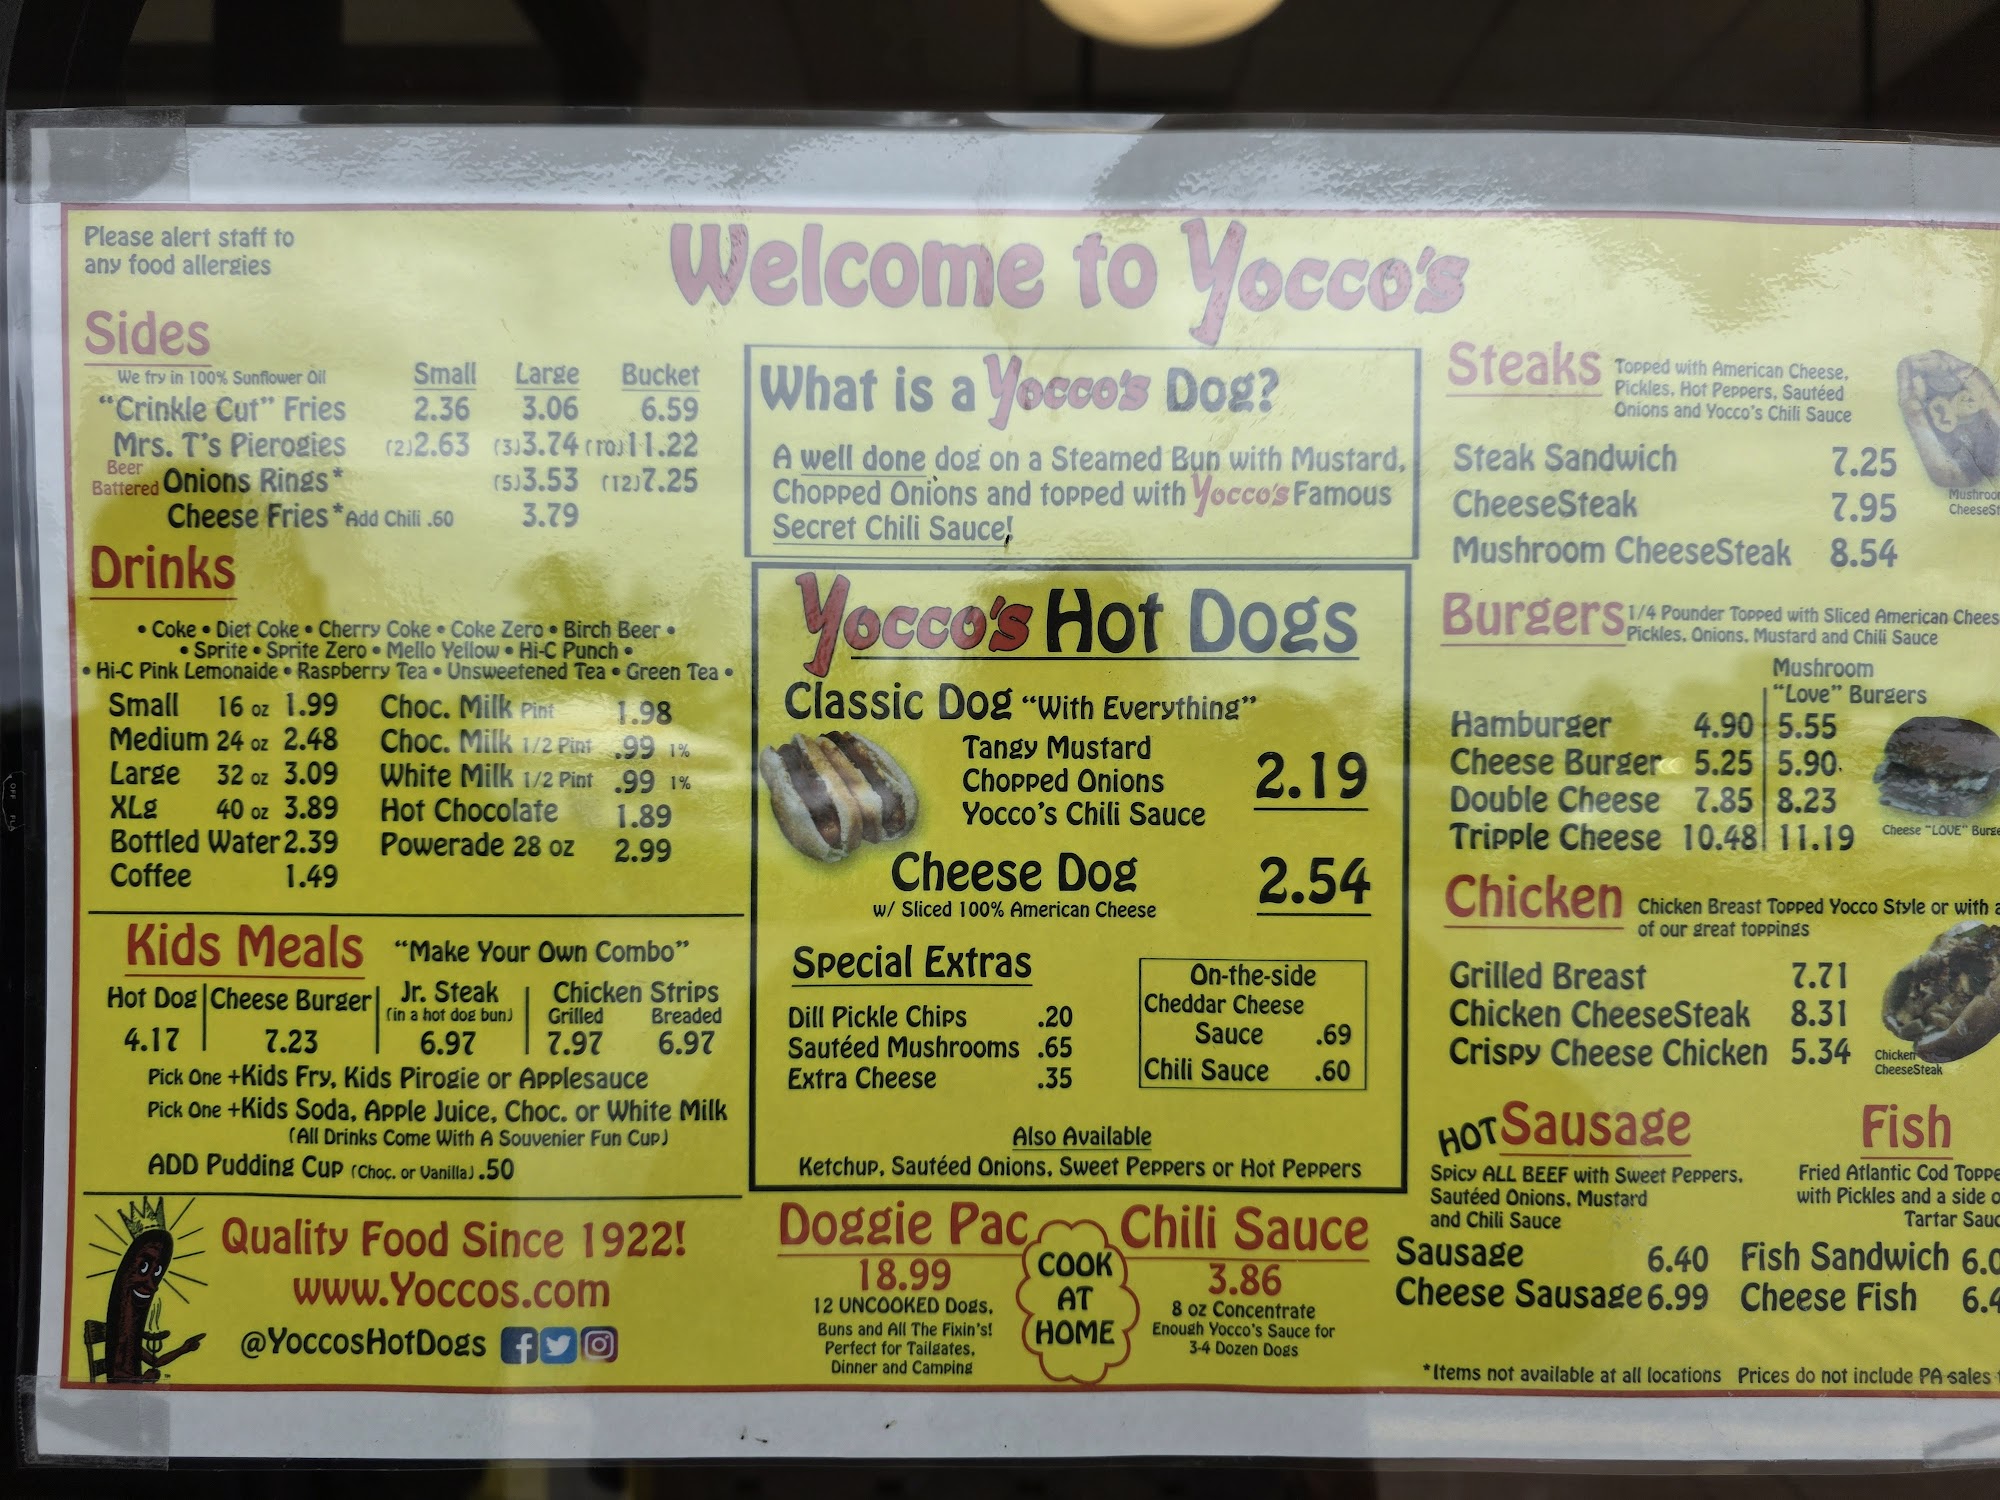 Please alert staff to
any food allergies
Welcome to Yocco's
Sides
We fry in 100% Sunflower Oil
Small Large Bucket
"Crinkle Cut" Fries 2.36 3.06 6.59
Mrs. T's Pierogies (2)2.63 (3)3.74 (10)11.22
Beer Battered Onions Rings* (5)3.53 (12)7.25
Cheese Fries* Add Chili .60 3.79
Drinks
• Coke • Diet Coke • Cherry Coke • Coke Zero • Birch Beer •
• Sprite • Sprite Zero • Mello Yellow • Hi-C Punch •
• Hi-C Pink Lemonaide • Raspberry Tea • Unsweetened Tea • Green Tea •
Small 16 oz 1.99
Medium 24 oz 2.48
Large 32 oz 3.09
XLg 40 oz 3.89
Bottled Water 2.39
Coffee 1.49
Choc. Milk Pint 1.98
Choc. Milk 1/2 Pint .99 1%
White Milk 1/2 Pint .99 1%
Hot Chocolate 1.89
Powerade 28 oz 2.99
Kids Meals "Make Your Own Combo"
Hot Dog 4.17
Cheese Burger 7.23
Jr. Steak
(in a hot dog bun)
6.97
Chicken Strips
Grilled Breaded
7.97 6.97
Pick One +Kids Fry, Kids Pirogie or Applesauce
Pick One +Kids Soda, Apple Juice, Choc. or White Milk
(All Drinks Come With A Souvenier Fun Cup)
ADD Pudding Cup (Choc. or Vanilla) .50
Quality Food Since 1922!
www.Yoccos.com
@YoccosHotDogs
What is a Yocco's Dog?
A well done dog on a Steamed Bun with Mustard,
Chopped Onions and topped with Yocco's Famous
Secret Chili Sauce!
Yocco's Hot Dogs
Classic Dog "With Everything"
Tangy Mustard
Chopped Onions
Yocco's Chili Sauce
2.19
Cheese Dog 2.54
w/ Sliced 100% American Cheese
Special Extras
Dill Pickle Chips .20
Sautéed Mushrooms .65
Extra Cheese .35
On-the-side
Cheddar Cheese
Sauce .69
Chili Sauce .60
Also Available
Ketchup, Sautéed Onions, Sweet Peppers or Hot Peppers
Doggie Pac
18.99
12 UNCOOKED Dogs,
Buns and All The Fixin's!
Perfect for Tailgates,
Dinner and Camping
COOK
AT
HOME
Chili Sauce
3.86
8 oz Concentrate
Enough Yocco's Sauce for
3-4 Dozen Dogs
Steaks
Topped with American Cheese,
Pickles, Hot Peppers, Sautéed
Onions and Yocco's Chili Sauce
Steak Sandwich 7.25
CheeseSteak 7.95
Mushroom CheeseSteak 8.54
Burgers
1/4 Pounder Topped with Sliced American
Pickles, Onions, Mustard and Chili Sauce
Mushroom
"Love" Burgers
Hamburger 4.90 5.55
Cheese Burger 5.25 5.90
Double Cheese 7.85 8.23
Tripple Cheese 10.48 11.19
Cheese "LOVE"
Chicken
Chicken Breast Topped Yocco Style or with
of our great toppings
Grilled Breast 7.71
Chicken CheeseSteak 8.31
Crispy Cheese Chicken 5.34
Chicken
CheeseSteak
HOT Sausage
Spicy ALL BEEF with Sweet Peppers,
Sautéed Onions, Mustard
and Chili Sauce
Sausage 6.40
Cheese Sausage 6.99
Fish
Fried Atlantic Cod
with Pickles and a side
Tartar
Fish Sandwich
Cheese Fish
*Items not available at all locations Prices do not include PA sales